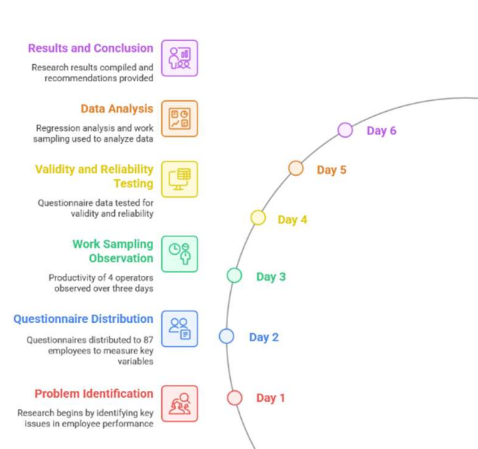 Results and Conclusion
Research results compiled and
recommendations provided
Day 6
Data Analysis
Regression analysis and work
sampling used to analyze data
Day 5
Validity and Reliability
Testing
Questionnaire data tested for
validity and reliability
Day 4
Work Sampling
Observation
Productivity of 4 operators
observed over three days
Day 3
Questionnaire Distribution
Questionnaires distributed to 87
employees to measure key
variables
Day 2
Problem Identification
Research begins by identifying key
issues in employee performance
Day 1